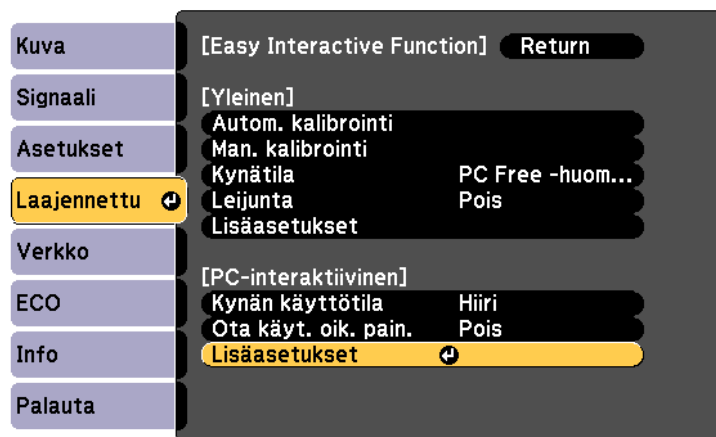 Kuva
Signaali
Asetukset
Laajennettu
Verkko
ECO
Info
Palauta
[Easy Interactive Function] Return
[Yleinen]
Autom. kalibrointi
Man. kalibrointi
Kynätila PC Free -huom...
Leijunta Pois
Lisäasetukset
[PC-interaktiivinen]
Kynän käyttötila Hiiri
Ota käyt. oik. pain. Pois
Lisäasetukset